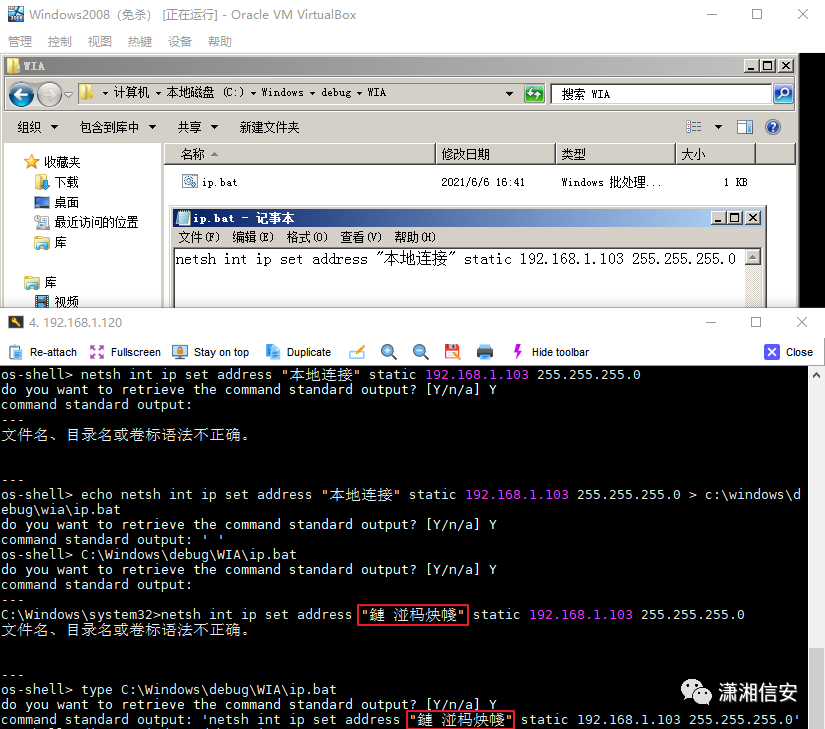 Windows2008（免杀） [正在运行] - Oracle VM VirtualBox
管理 控制 视图 热键 设备 帮助
WIA
计算机 本地磁盘 (C:) Windows debug WIA
搜索 WIA
组织 包含到库中 共享 新建文件夹
收藏夹
下载
桌面
最近访问的位置
库
库
视频
名称 修改日期 类型 大小
ip.bat 2021/6/6 16:41 Windows 批处理... 1 KB
ip.bat - 记事本
文件(F) 编辑(E) 格式(O) 查看(V) 帮助(H)
netsh int ip set address "本地连接" static 192.168.1.103 255.255.255.0
4. 192.168.1.120
Re-attach Fullscreen Stay on top Duplicate Hide toolbar Close
os-shell> netsh int ip set address "本地连接" static 192.168.1.103 255.255.255.0
do you want to retrieve the command standard output? [Y/n/a] Y
command standard output:
---
文件名、目录名或卷标语法不正确。
---
os-shell> echo netsh int ip set address "本地连接" static 192.168.1.103 255.255.255.0 > c:\windows\d
ebug\wia\ip.bat
do you want to retrieve the command standard output? [Y/n/a] Y
command standard output: ' '
os-shell> C:\Windows\debug\WIA\ip.bat
do you want to retrieve the command standard output? [Y/n/a] Y
command standard output:
---
C:\Windows\system32>netsh int ip set address "鏈 湴杩炴帴" static 192.168.1.103 255.255.255.0
文件名、目录名或卷标语法不正确。
---
os-shell> type C:\Windows\debug\WIA\ip.bat
do you want to retrieve the command standard output? [Y/n/a] Y
command standard output: 'netsh int ip set address "鏈 湴杩炴帴" static 192.168.1.103 255.255.255.0'
潇湘信安